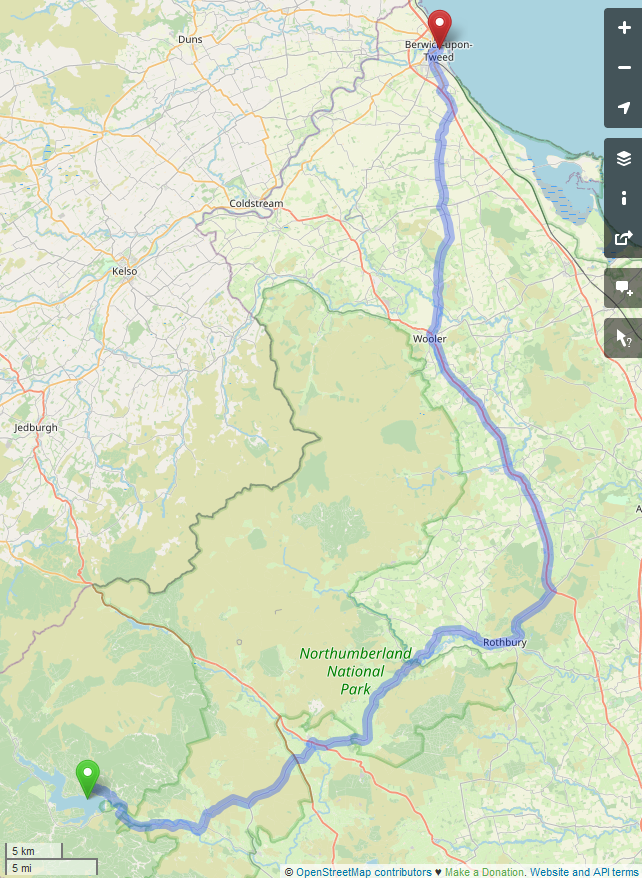 Duns
Berwick-upon-
Tweed
Coldstream
Kelso
Wooler
Jedburgh
A
Rothbury
Northumberland
National
Park
5 km
5 mi
© OpenStreetMap contributors ♥ Make a Donation. Website and API terms